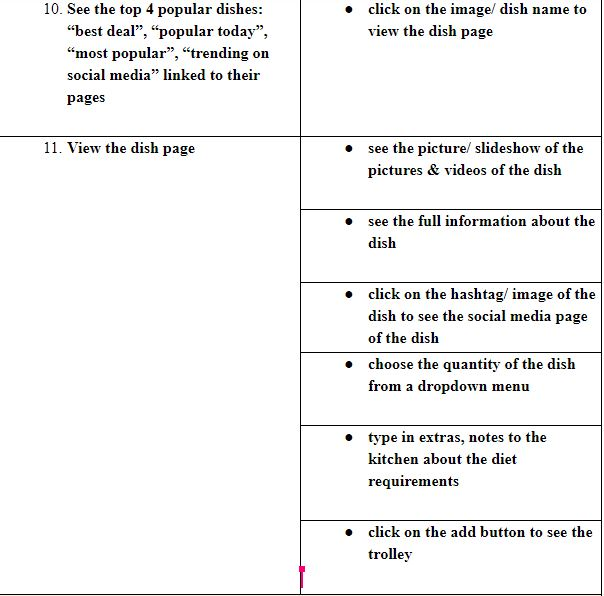 10. See the top 4 popular dishes:
“best deal”, “popular today”,
“most popular”, “trending on
social media” linked to their
pages
● click on the image/ dish name to
view the dish page
11. View the dish page
● see the picture/ slideshow of the
pictures & videos of the dish
● see the full information about the
dish
● click on the hashtag/ image of the
dish to see the social media page
of the dish
● choose the quantity of the dish
from a dropdown menu
● type in extras, notes to the
kitchen about the diet
requirements
● click on the add button to see the
trolley